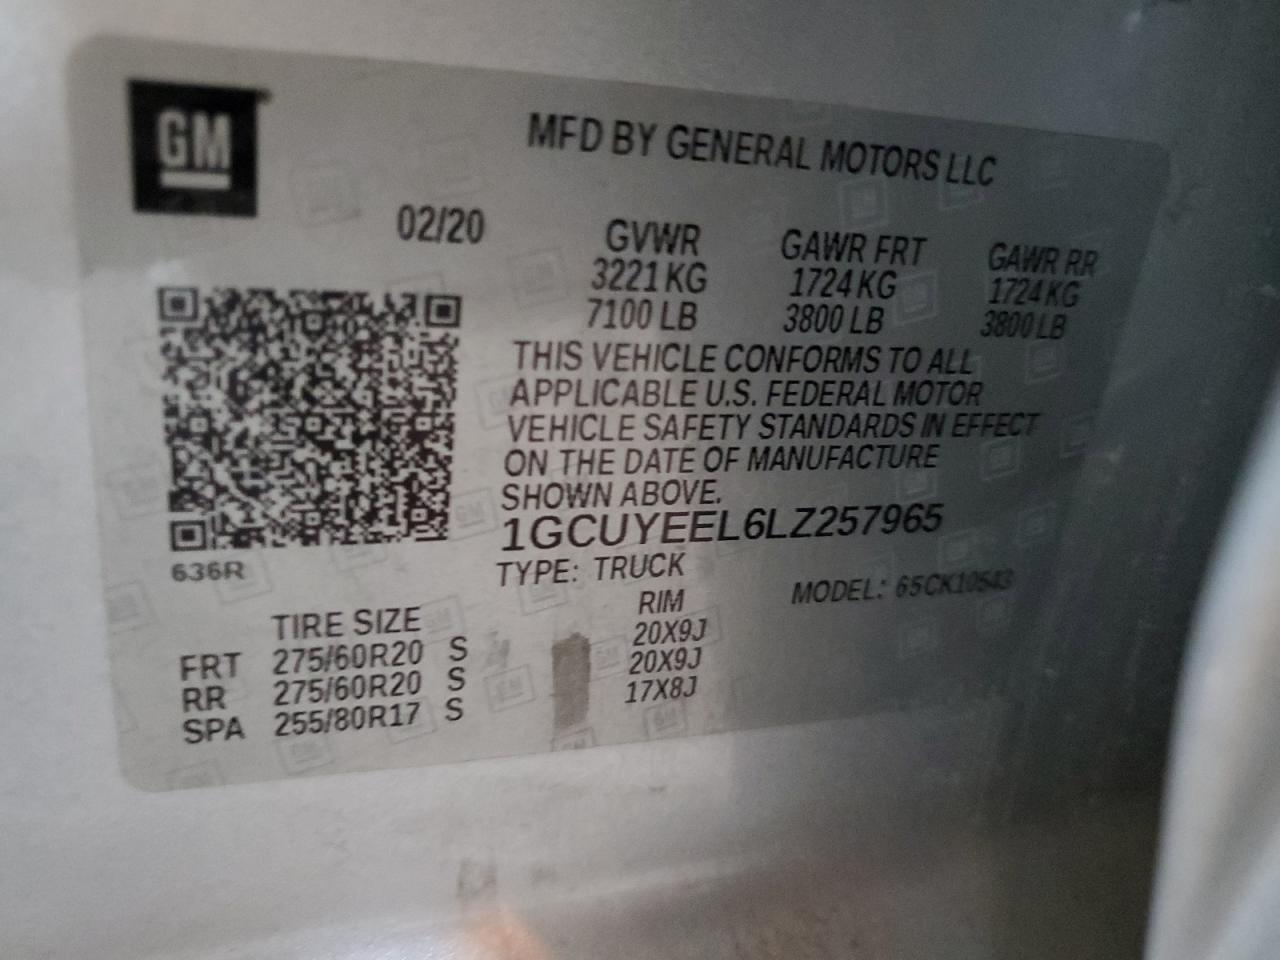 GM
MFD BY GENERAL MOTORS LLC
02/20 GVWR GAWR FRT GAWR RR
3221 KG 1724 KG 1724 KG
7100 LB 3800 LB 3800 LB
THIS VEHICLE CONFORMS TO ALL
APPLICABLE U.S. FEDERAL MOTOR
VEHICLE SAFETY STANDARDS IN EFFECT
ON THE DATE OF MANUFACTURE
SHOWN ABOVE.
1GCUYEEL6LZ257965
636R
TYPE: TRUCK MODEL: 65CK10543
TIRE SIZE RIM
FRT 275/60R20 S 20X9J
RR 275/60R20 S 20X9J
SPA 255/80R17 S 17X8J